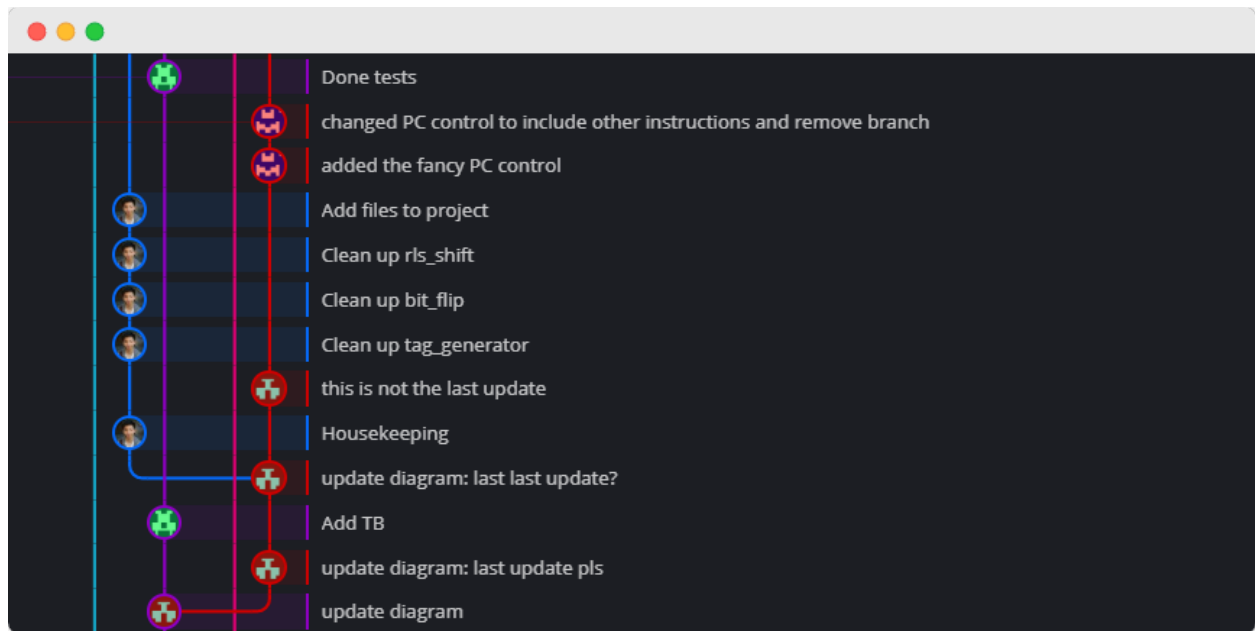 Done tests
changed PC control to include other instructions and remove branch
added the fancy PC control
Add files to project
Clean up rls_shift
Clean up bit_flip
Clean up tag_generator
this is not the last update
Housekeeping
update diagram: last last update?
Add TB
update diagram: last update pls
update diagram